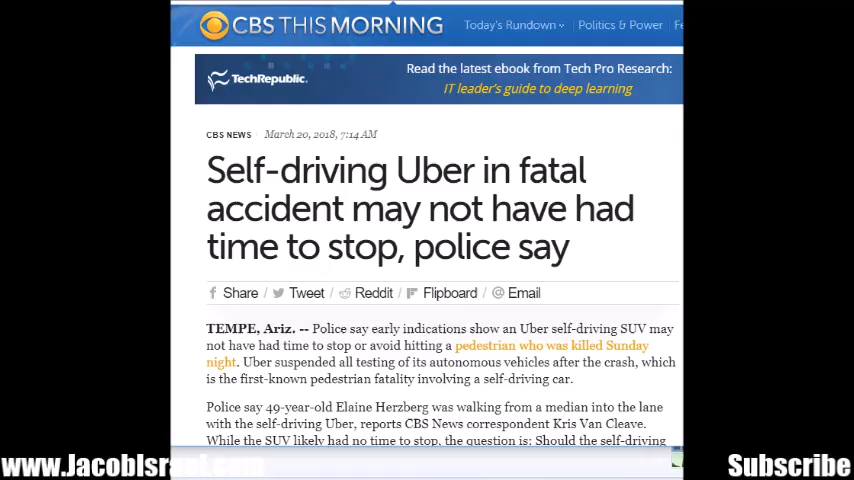 CBS THIS MORNING Today's Rundown Politics & Power
TechRepublic. Read the latest ebook from Tech Pro Research:
IT leader's guide to deep learning
CBS NEWS March 20, 2018, 7:14 AM
Self-driving Uber in fatal
accident may not have had
time to stop, police say
Share / Tweet / Reddit / Flipboard / Email
TEMPE, Ariz. -- Police say early indications show an Uber self-driving SUV may
not have had time to stop or avoid hitting a pedestrian who was killed Sunday
night. Uber suspended all testing of its autonomous vehicles after the crash, which
is the first-known pedestrian fatality involving a self-driving car.
Police say 49-year-old Elaine Herzberg was walking from a median into the lane
with the self-driving Uber, reports CBS News correspondent Kris Van Cleave.
While the SUV likely had no time to stop, the question is: Should the self-driving
Subscribe